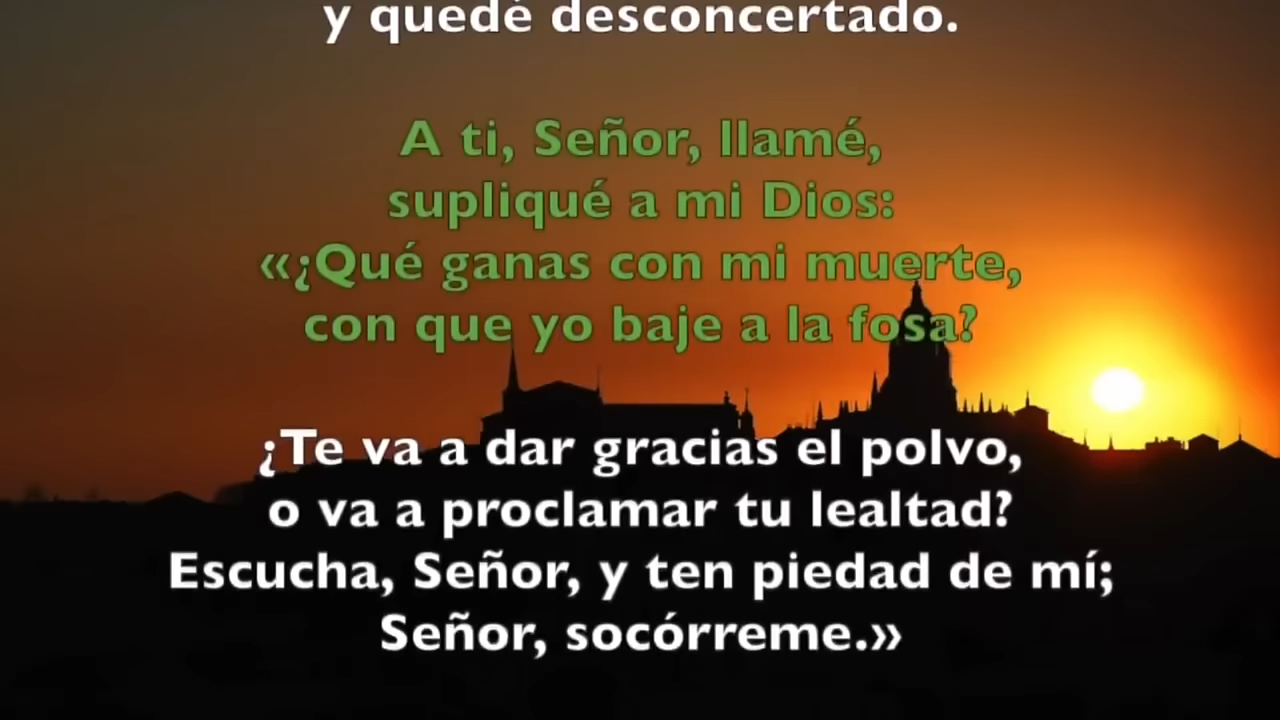 y quedé desconcertado.
A ti, Señor, llamé,
supliqué a mi Dios:
«¿Qué ganas con mi muerte,
con que yo baje a la fosa?
¿Te va a dar gracias el polvo,
o va a proclamar tu lealtad?
Escucha, Señor, y ten piedad de mí;
Señor, socórreme.»